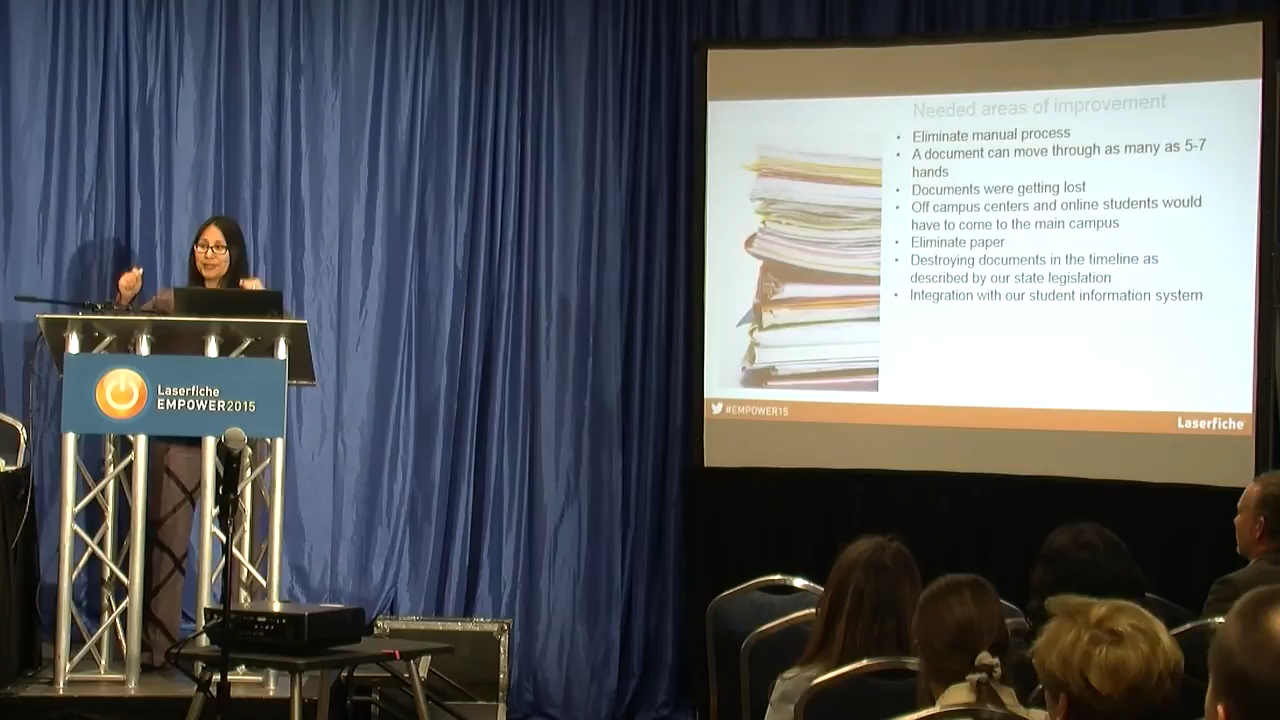 Laserfiche
EMPOWER2015
Needed areas of improvement
• Eliminate manual process
• A document can move through as many as 5-7
hands
• Documents were getting lost
• Off campus centers and online students would
have to come to the main campus
• Eliminate paper
• Destroying documents in the timeline as
described by our state legislation
• Integration with our student information system
#EMPOWER15
Laserfiche